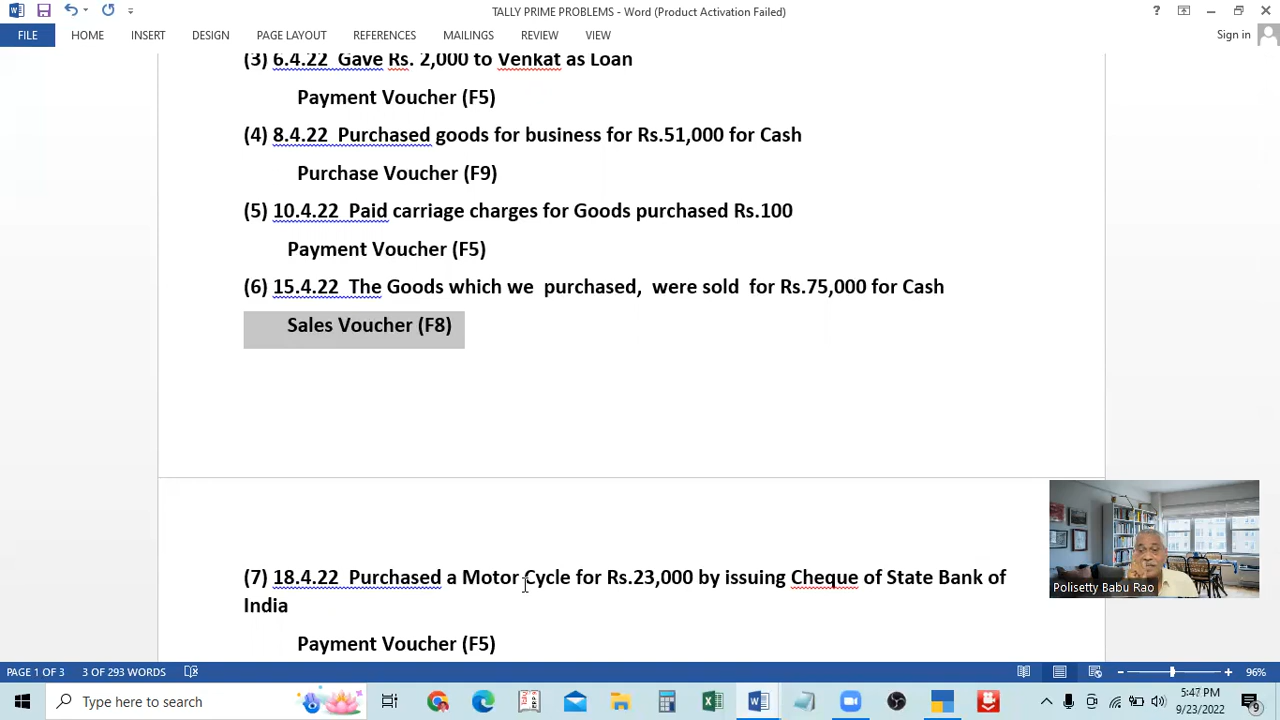 TALLY PRIME PROBLEMS - Word (Product Activation Failed)
?
FILE HOME INSERT DESIGN PAGE LAYOUT REFERENCES MAILINGS REVIEW VIEW
Sign in
(3) 6.4.22 Gave Rs. 2,000 to Venkat as Loan
Payment Voucher (F5)
(4) 8.4.22 Purchased goods for business for Rs.51,000 for Cash
Purchase Voucher (F9)
(5) 10.4.22 Paid carriage charges for Goods purchased Rs.100
Payment Voucher (F5)
(6) 15.4.22 The Goods which we purchased, were sold for Rs.75,000 for Cash
Sales Voucher (F8)
(7) 18.4.22 Purchased a Motor Cycle for Rs.23,000 by issuing Cheque of State Bank of
India
Payment Voucher (F5)
Polisetty Babu Rao
PAGE 1 OF 3 3 OF 293 WORDS
96%
Type here to search
5:47 PM
9/23/2022
9